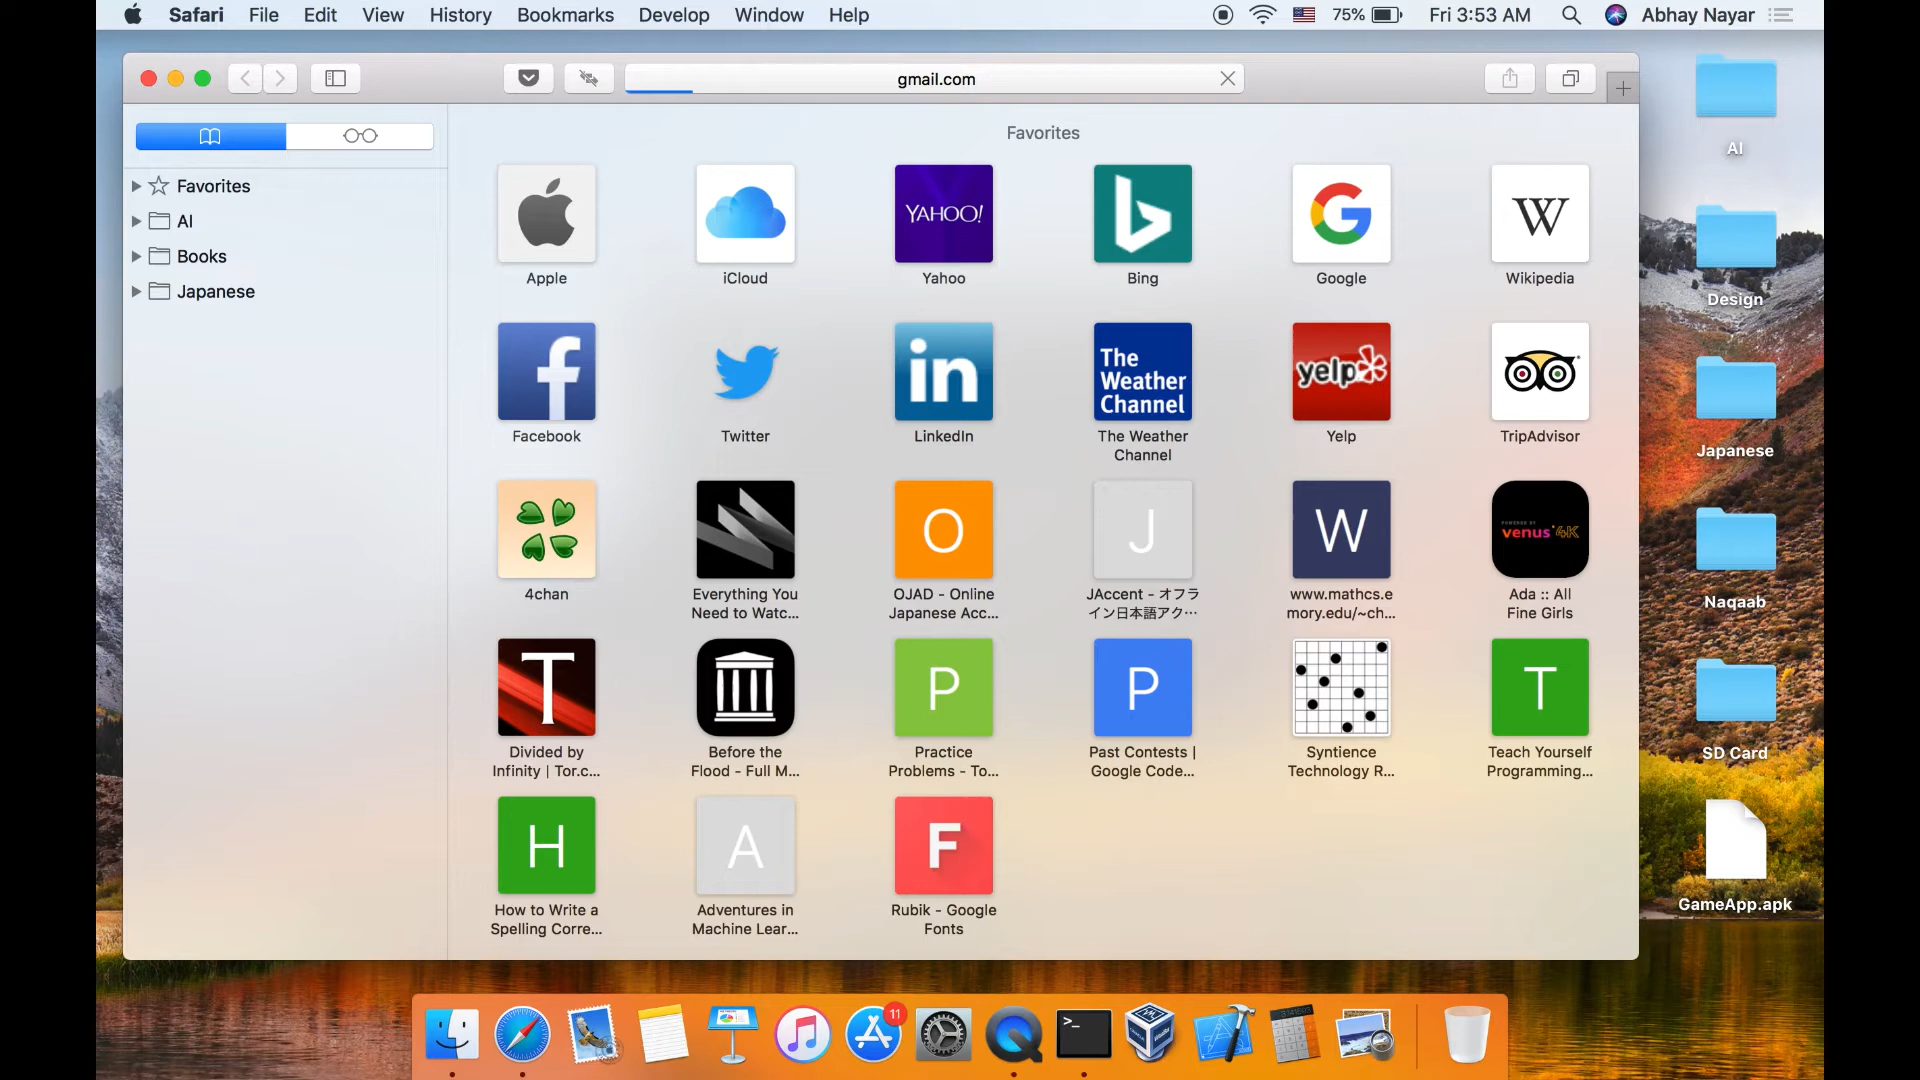 Safari File Edit View History Bookmarks Develop Window Help 75% Fri 3:53 AM Abhay Nayar
gmail.com
Favorites
Favorites
AI
Books
Japanese
YAHOO!
W
Apple iCloud Yahoo Bing Google Wikipedia
in
The
Weather
Channel
yelp
Facebook Twitter LinkedIn The Weather
Channel
Yelp TripAdvisor
O J W
POWERED BY
venus 4K
4chan
Everything You
Need to Watc...
OJAD - Online
Japanese Acc...
JAccent - オフラ
イン日本語アク…
www.mathcs.e
mory.edu/~ch...
Ada :: All
Fine Girls
T P P T
Divided by
Infinity | Tor.c...
Before the
Flood - Full M...
Practice
Problems - To...
Past Contests |
Google Code...
Syntience
Technology R...
Teach Yourself
Programming...
H A F
How to Write a
Spelling Corre...
Adventures in
Machine Lear...
Rubik - Google
Fonts
AI
Design
Japanese
Naqaab
SD Card
GameApp.apk
11
>_